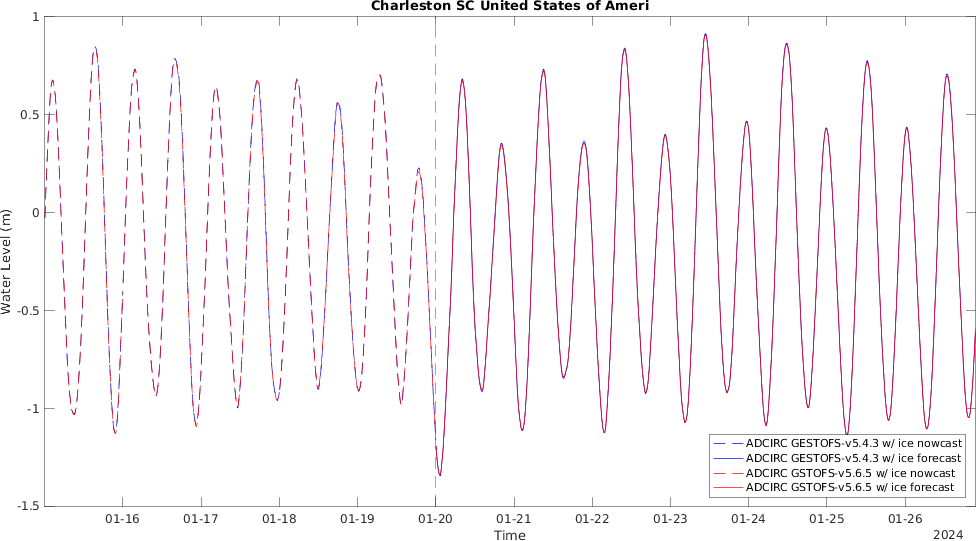 Charleston SC United States of Ameri
Water Level (m)
1
0.5
0
-0.5
-1
-1.5
ADCIRC GESTOFS-v5.4.3 w/ ice nowcast
ADCIRC GESTOFS-v5.4.3 w/ ice forecast
ADCIRC GSTOFS-v5.6.5 w/ ice nowcast
ADCIRC GSTOFS-v5.6.5 w/ ice forecast
01-16 01-17 01-18 01-19 01-20 01-21 01-22 01-23 01-24 01-25 01-26
Time
2024